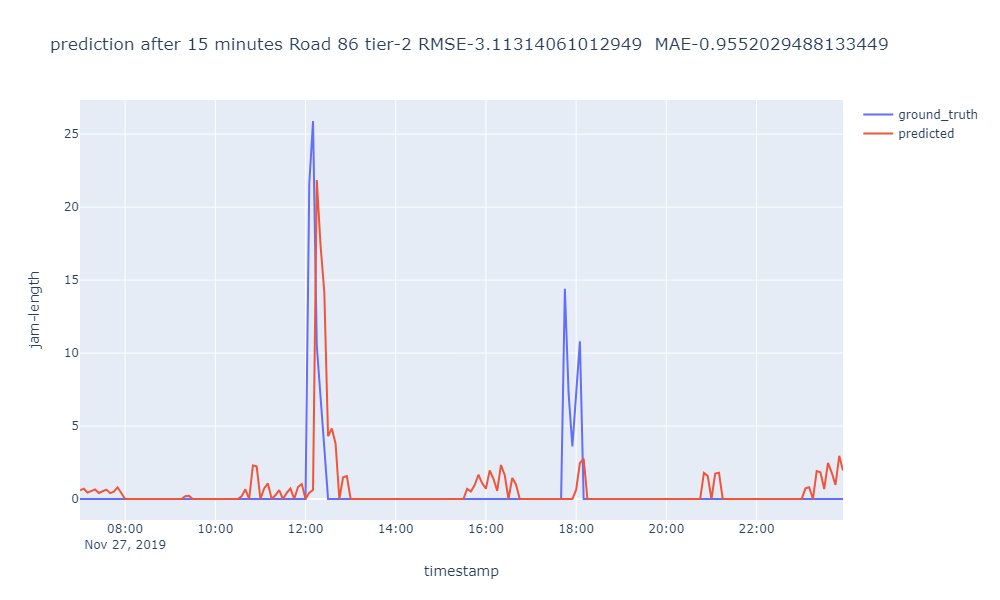 prediction after 15 minutes Road 86 tier-2 RMSE-3.11314061012949  MAE-0.9552029488133449
ground_truth
predicted
25
20
15
10
5
0
jam-length
08:00 10:00 12:00 14:00 16:00 18:00 20:00 22:00
Nov 27, 2019
timestamp